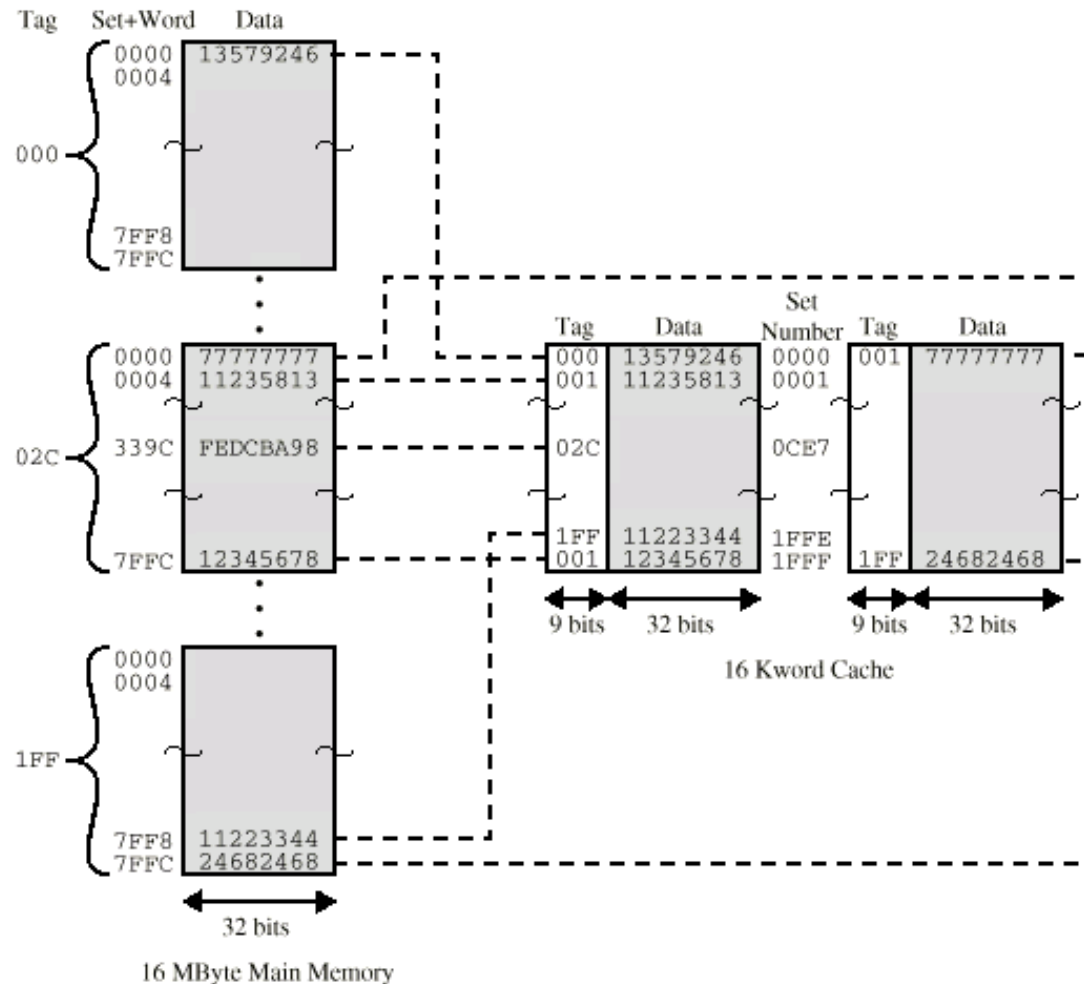 Tag Set+Word Data
0000 13579246
0004
000
7FF8
7FFC
0000 77777777
0004 11235813
02C 339C FEDCBA98
7FFC 12345678
0000
0004
1FF
7FF8 11223344
7FFC 24682468
32 bits
16 MByte Main Memory
Tag Data Set Number Tag Data
000 13579246 0000 001 77777777
001 11235813 0001
02C 0CE7
1FF 11223344 1FFE
001 12345678 1FFF 1FF 24682468
9 bits 32 bits 9 bits 32 bits
16 Kword Cache